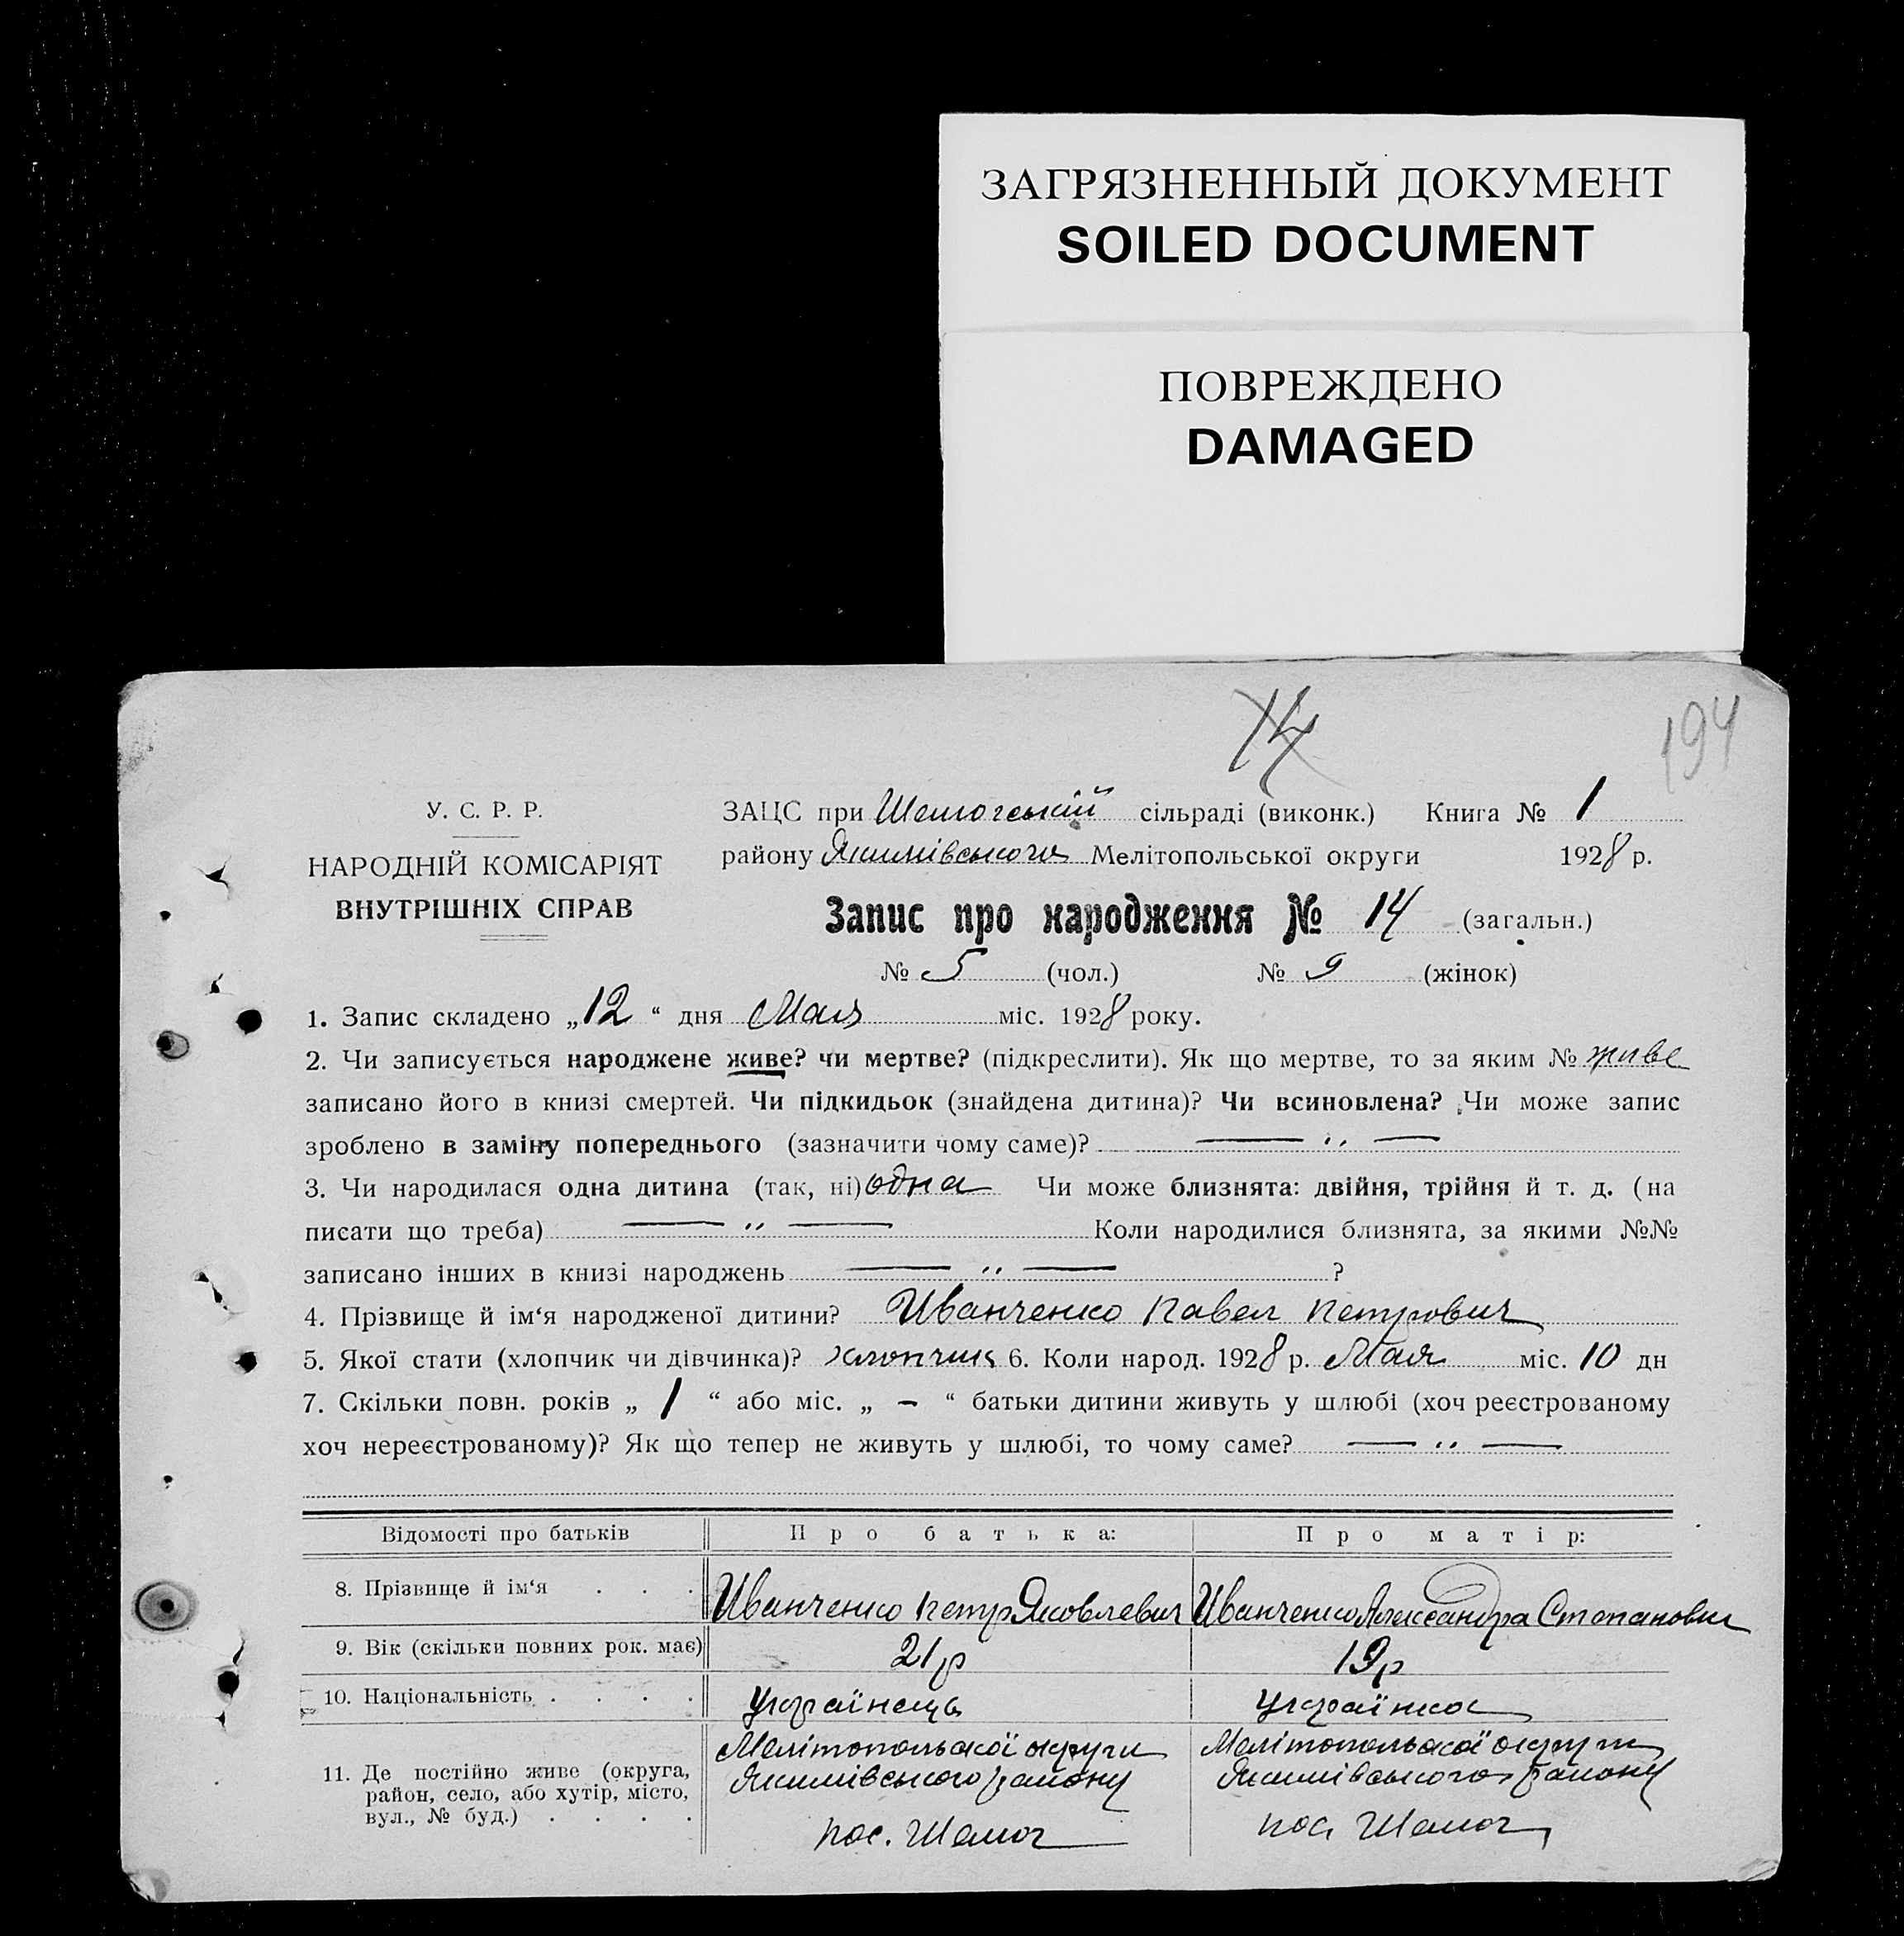 ЗАГРЯЗНЕННЫЙ ДОКУМЕНТ
SOILED DOCUMENT
ПОВРЕЖДЕНО
DAMAGED
14
194
У. С. Р. Р.
НАРОДНІЙ КОМІСАРІЯТ
ВНУТРІШНІХ СПРАВ
ЗАЦС при сільраді (виконк.) Книга № 1
району Якимівського Мелітопольської округи 1928 р.
Запис про народження № 14 (загальн.)
№ 5 (чол.) № 9 (жінок)
1. Запис складено „12“ дня Мая міс. 1928 року.
2. Чи записується народжене живе? чи мертве? (підкреслити). Як що мертве, то за яким № живе
записано його в книзі смертей. Чи підкидьок (знайдена дитина)? Чи всиновлена? Чи може запис
зроблено в заміну попереднього (зазначити чому саме)? — ,, —
3. Чи народилася одна дитина (так, ні) одна Чи може близнята: двійня, трійня й т. д. (на
писати що треба) — ,, — Коли народилися близнята, за якими №№
записано інших в книзі народжень — ,, — ?
4. Прізвище й ім‘я народженої дитини? Иванченко Павел Петрович
5. Якої стати (хлопчик чи дівчинка)? хлопчик 6. Коли народ. 1928 р. Мая міс. 10 дн
7. Скільки повн. років „ 1 “ або міс. „ – “ батьки дитини живуть у шлюбі (хоч реєстрованому
хоч нереєстрованому)? Як що тепер не живуть у шлюбі, то чому саме? — ,, —
Відомості про батьків Про батька: Про матір:
8. Прізвище й ім‘я . . . Иванченко Петр Яковлевич Иванченко Александра Степановна
9. Вік (скільки повних рок. має) 21 р 19 р
10. Національність . . . . Українець Українка
11. Де постійно живе (округа, Мелітопольської округи Мелітопольської округи
район, село, або хутір, місто, Якимівського району Якимівського району
вул., № буд.) . . . . пос. пос.